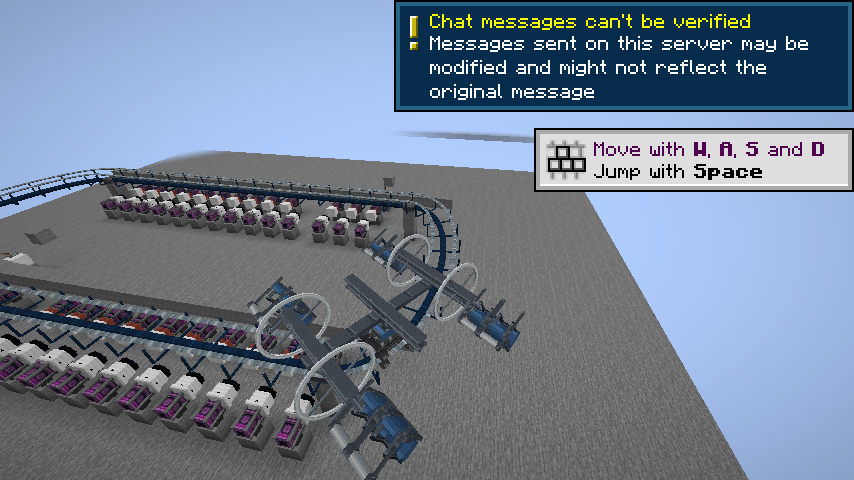 Chat messages can't be verified
Messages sent on this server may be
modified and might not reflect the
original message
Move with W, A, S and D
Jump with Space